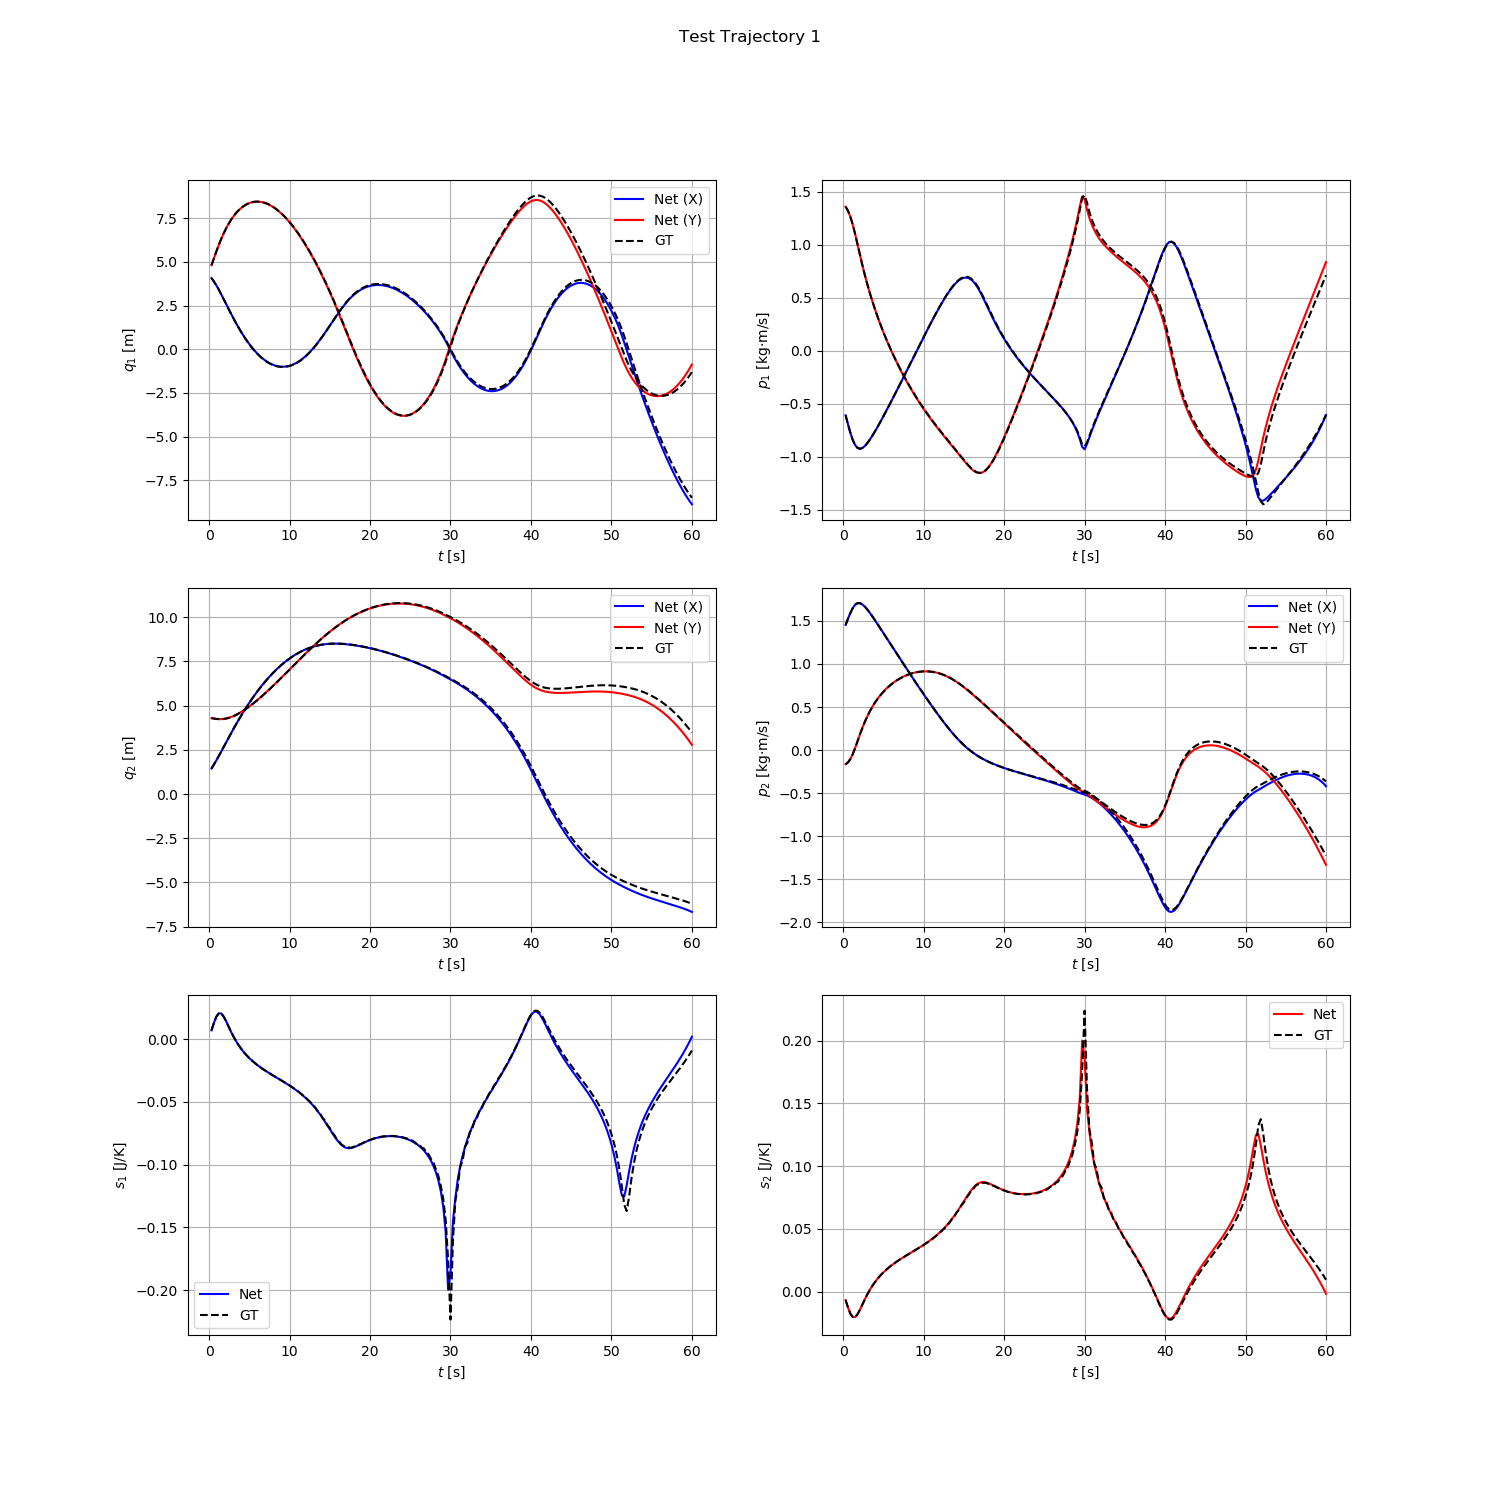 Test Trajectory 1
7.5
5.0
2.5
0.0
−2.5
−5.0
−7.5
q₁ [m]
0 10 20 30 40 50 60
t [s]
Net (X)
Net (Y)
GT
1.5
1.0
0.5
0.0
−0.5
−1.0
−1.5
p₁ [kg·m/s]
0 10 20 30 40 50 60
t [s]
10.0
7.5
5.0
2.5
0.0
−2.5
−5.0
−7.5
q₂ [m]
0 10 20 30 40 50 60
t [s]
Net (X)
Net (Y)
GT
1.5
1.0
0.5
0.0
−0.5
−1.0
−1.5
−2.0
p₂ [kg·m/s]
0 10 20 30 40 50 60
t [s]
Net (X)
Net (Y)
GT
0.00
−0.05
−0.10
−0.15
−0.20
s₁ [J/K]
0 10 20 30 40 50 60
t [s]
Net
GT
0.20
0.15
0.10
0.05
0.00
s₂ [J/K]
0 10 20 30 40 50 60
t [s]
Net
GT